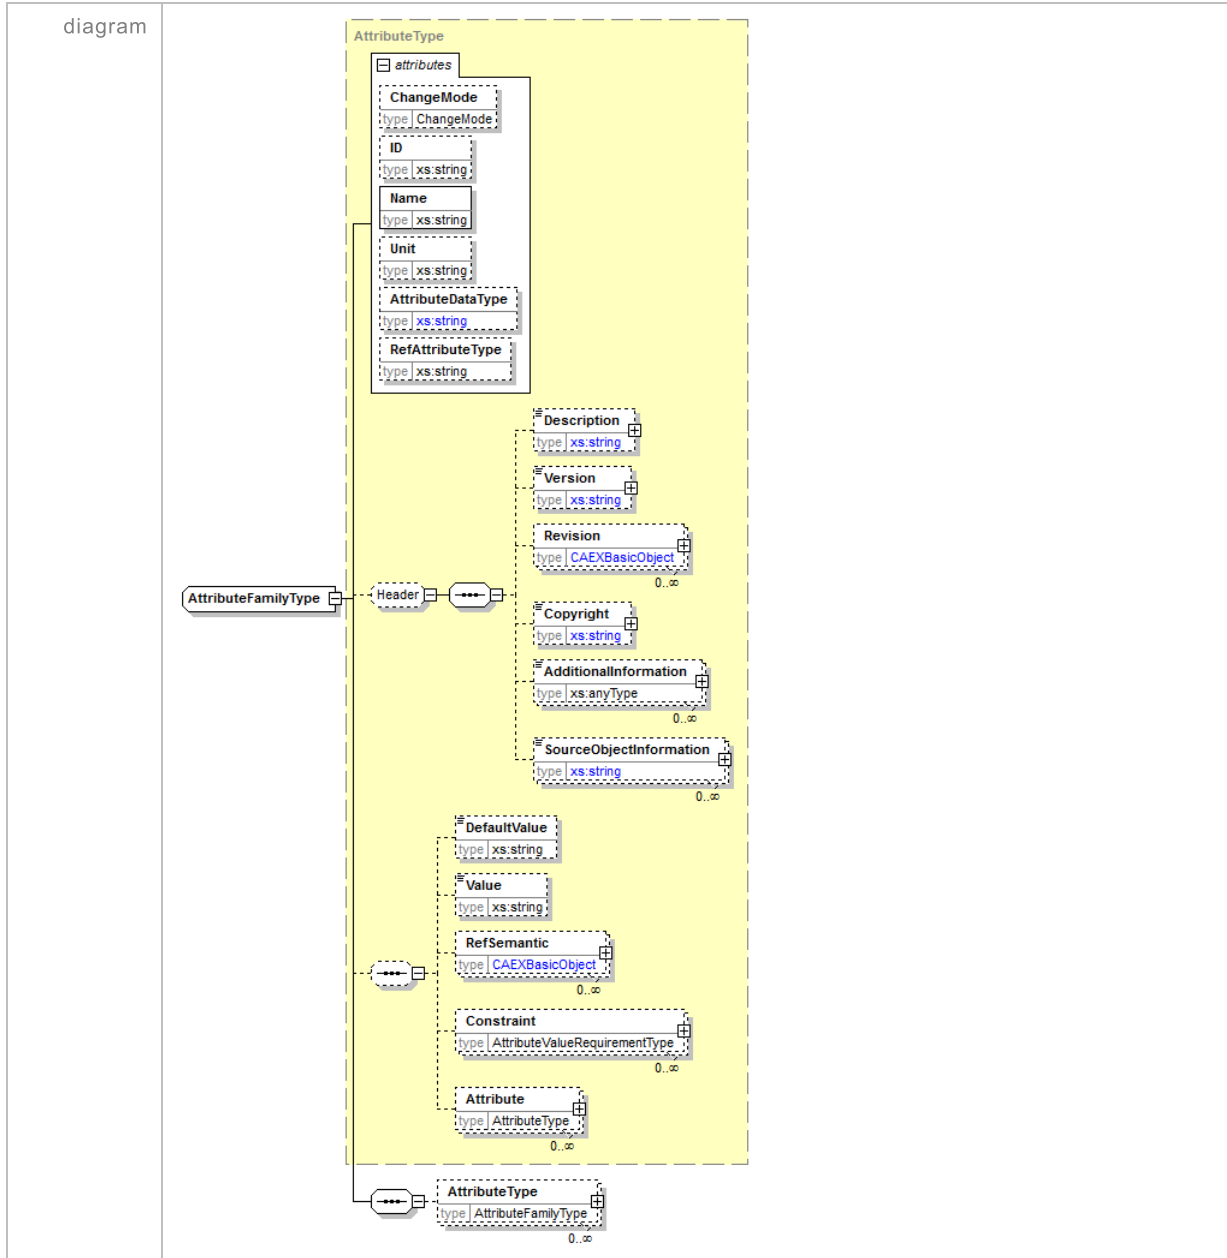 diagram
AttributeType
attributes
ChangeMode
type ChangeMode
ID
type xs:string
Name
type xs:string
Unit
type xs:string
AttributeDataType
type xs:string
RefAttributeType
type xs:string
Description
type xs:string
Version
type xs:string
Revision
type CAEXBasicObject
0..∞
AttributeFamilyType
Header
Copyright
type xs:string
AdditionalInformation
type xs:anyType
0..∞
SourceObjectInformation
type xs:string
0..∞
DefaultValue
type xs:string
Value
type xs:string
RefSemantic
type CAEXBasicObject
0..∞
Constraint
type AttributeValueRequirementType
0..∞
Attribute
type AttributeType
0..∞
AttributeType
type AttributeFamilyType
0..∞